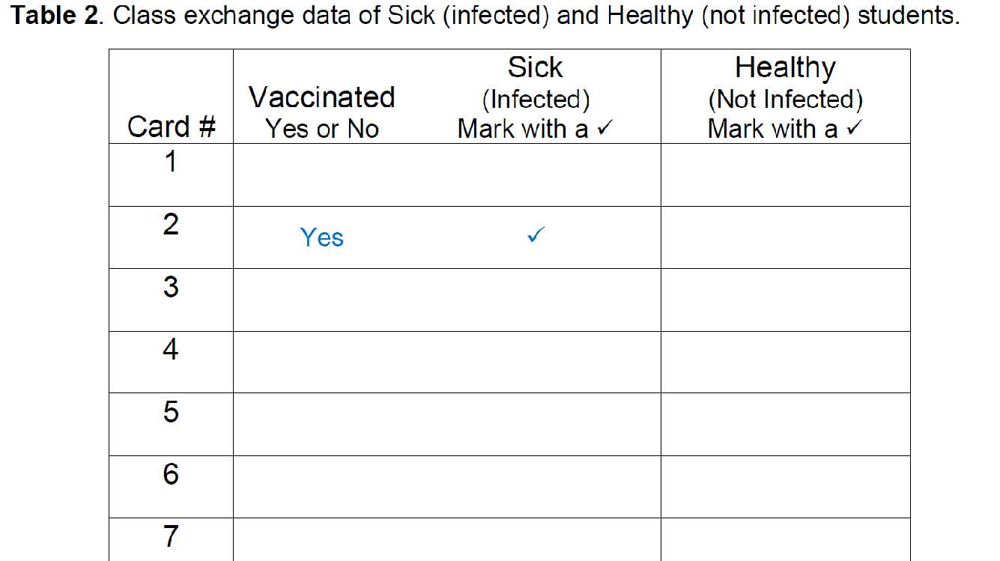 Table 2. Class exchange data of Sick (infected) and Healthy (not infected) students.
Card #
Vaccinated
Yes or No
Sick
(Infected)
Mark with a ✓
Healthy
(Not Infected)
Mark with a ✓
1
2 Yes ✓
3
4
5
6
7